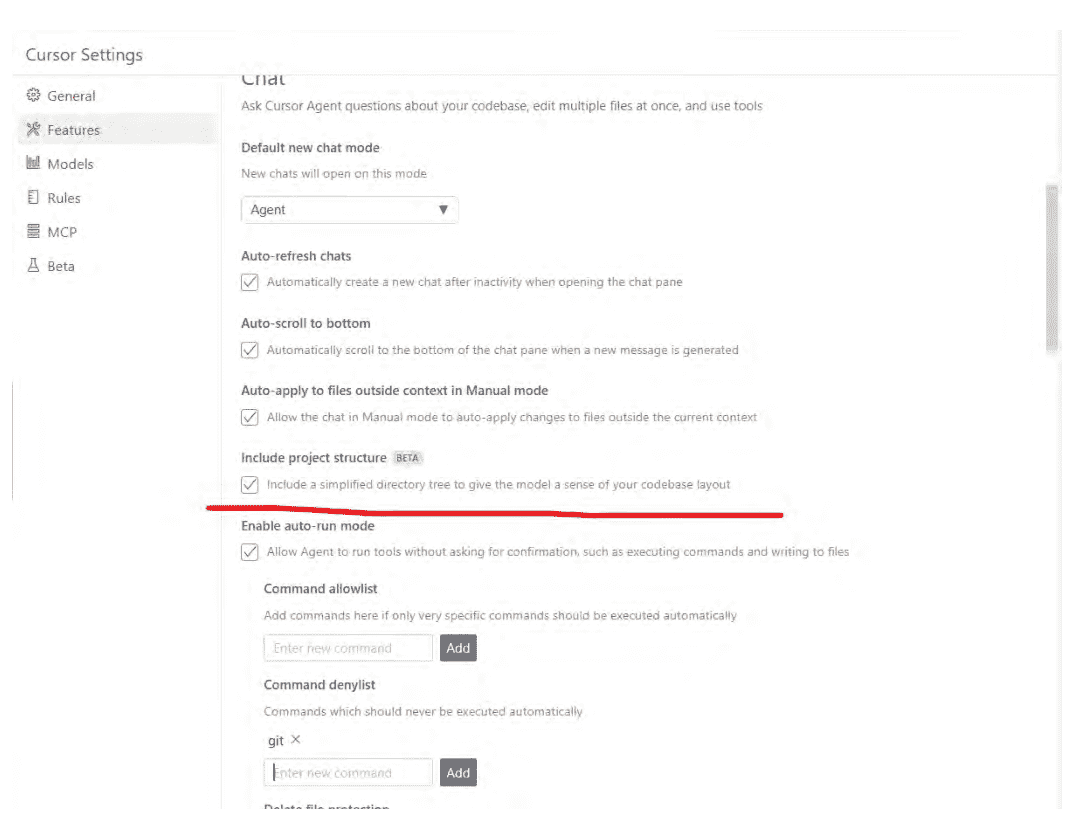 Cursor Settings
General
Features
Models
Rules
MCP
Beta
Chat
Ask Cursor Agent questions about your codebase, edit multiple files at once, and use tools
Default new chat mode
New chats will open on this mode
Agent
Auto-refresh chats
Automatically create a new chat after inactivity when opening the chat pane
Auto-scroll to bottom
Automatically scroll to the bottom of the chat pane when a new message is generated
Auto-apply to files outside context in Manual mode
Allow the chat in Manual mode to auto-apply changes to files outside the current context
Include project structure BETA
Include a simplified directory tree to give the model a sense of your codebase layout
Enable auto-run mode
Allow Agent to run tools without asking for confirmation, such as executing commands and writing to files
Command allowlist
Add commands here if only very specific commands should be executed automatically
Enter new command Add
Command denylist
Commands which should never be executed automatically
git ×
Enter new command Add
Delete file protection